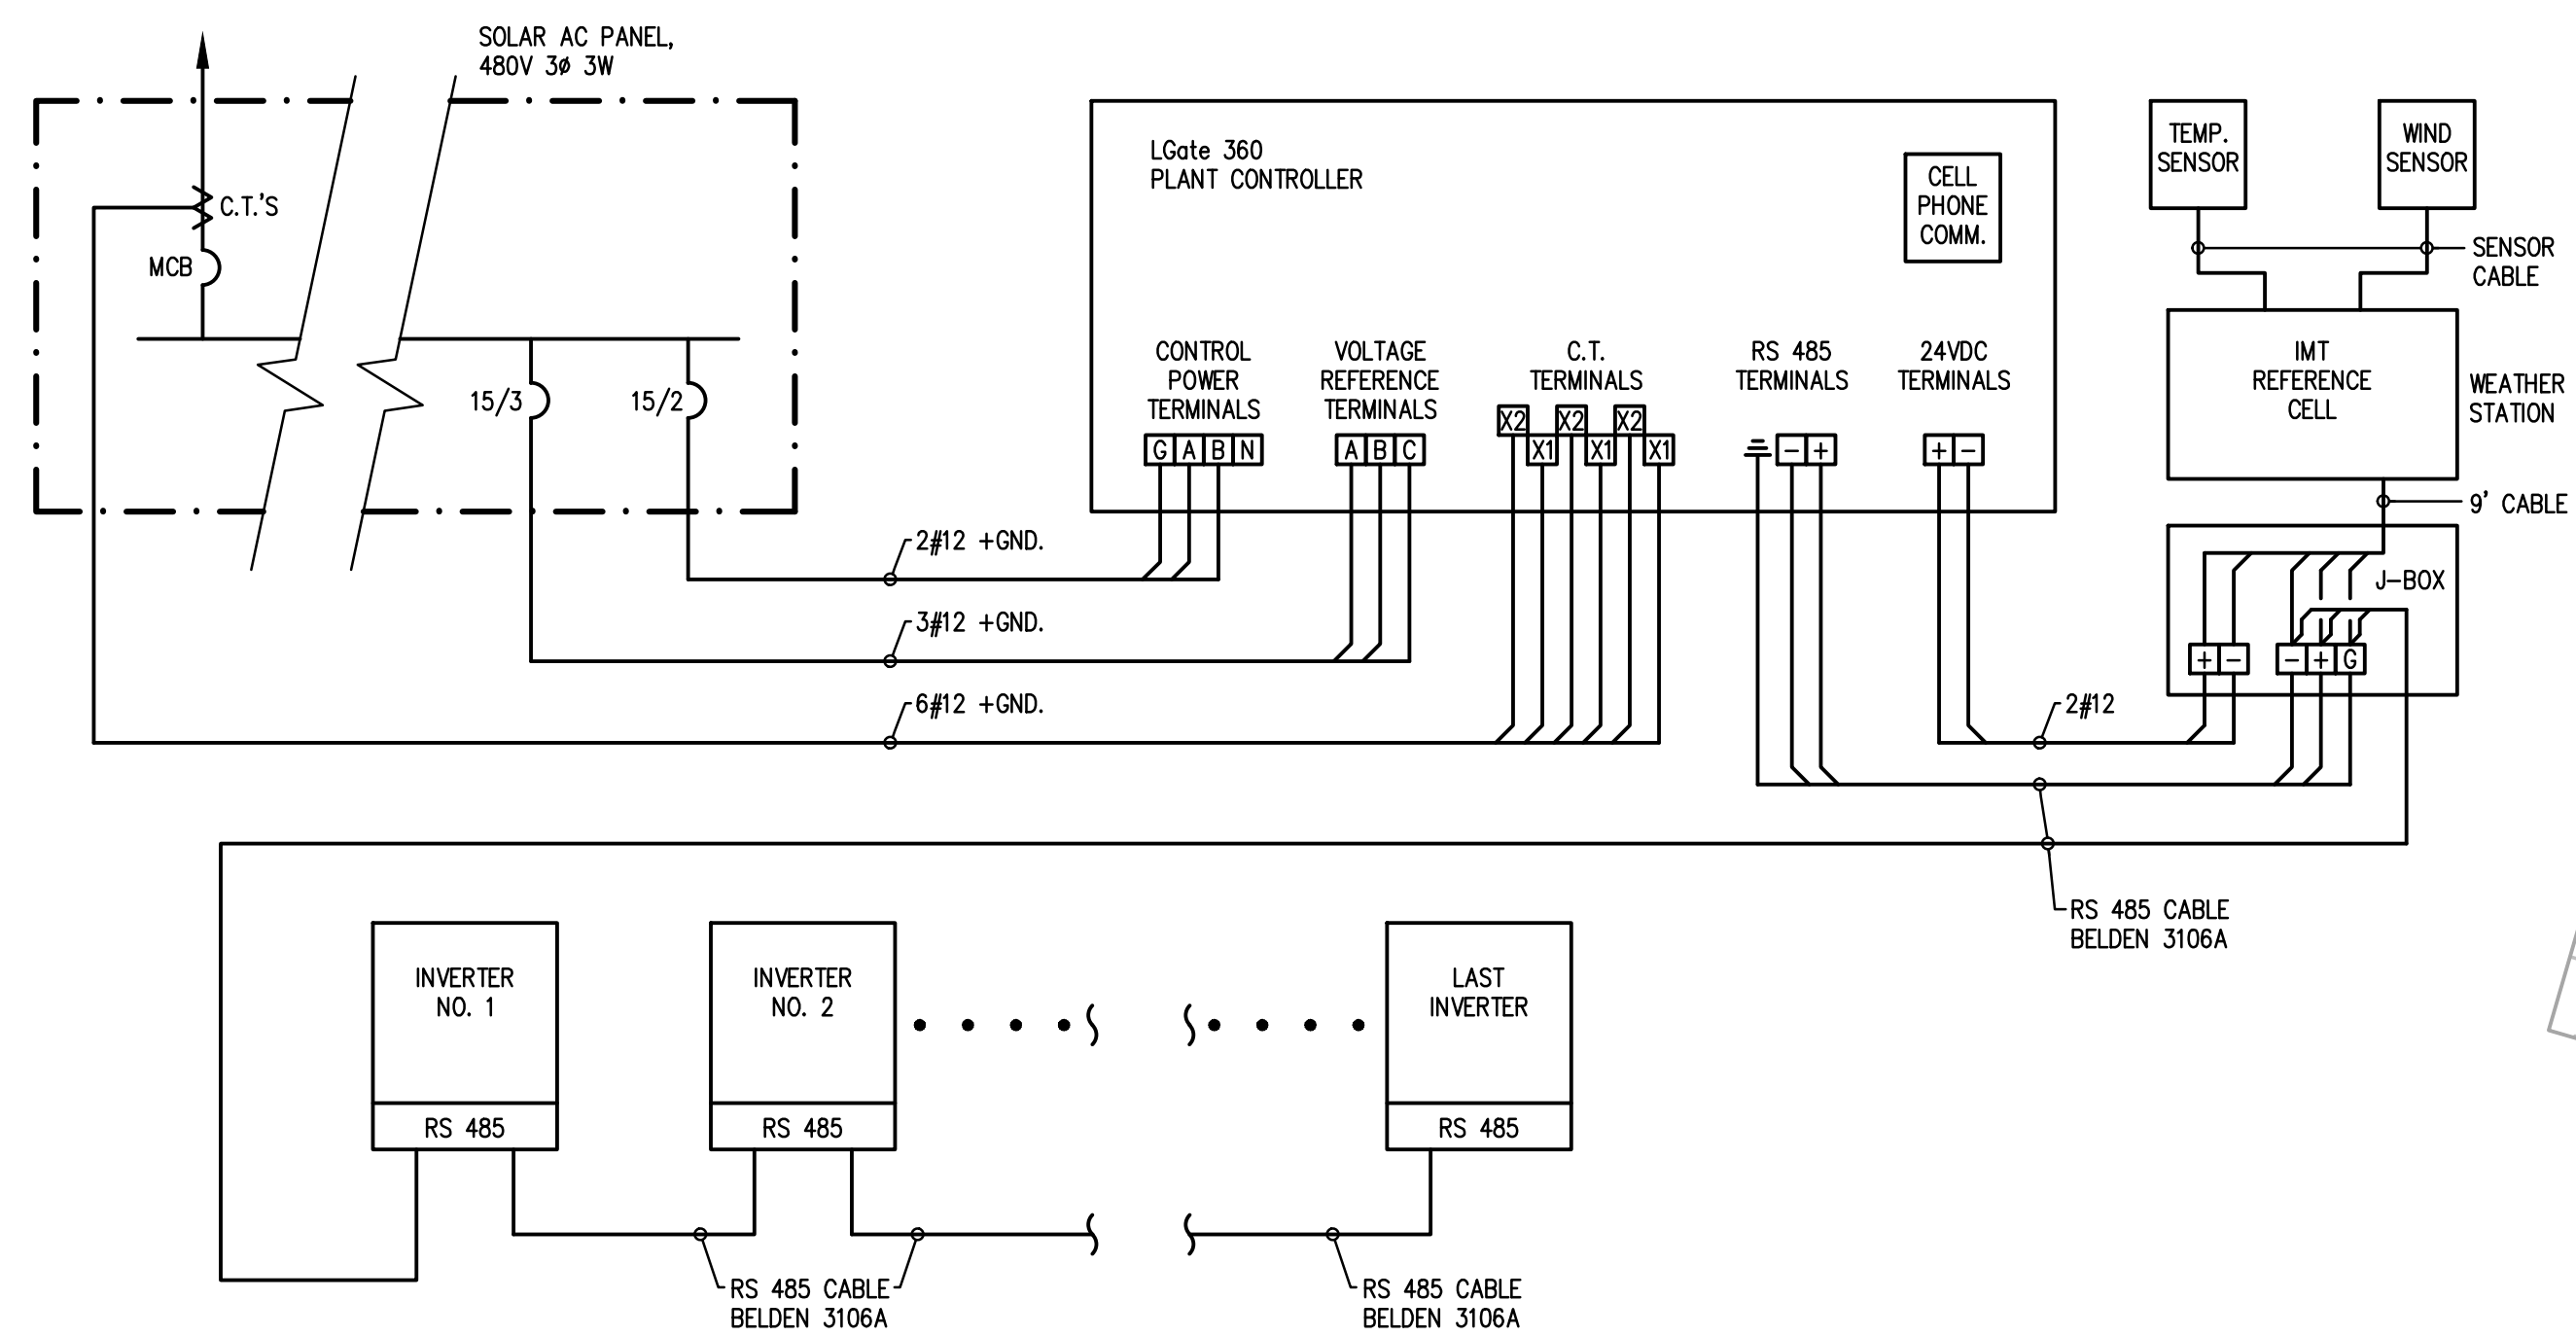 SOLAR AC PANEL,
480V 3ø 3W
C.T.'S
MCB
15/3
15/2
LGate 360
PLANT CONTROLLER
CELL
PHONE
COMM.
CONTROL
POWER
TERMINALS
G A B N
VOLTAGE
REFERENCE
TERMINALS
A B C
C.T.
TERMINALS
X2 X2 X2
X1 X1 X1
RS 485
TERMINALS
- +
24VDC
TERMINALS
+ -
TEMP.
SENSOR
WIND
SENSOR
SENSOR
CABLE
IMT
REFERENCE
CELL
WEATHER
STATION
9' CABLE
J-BOX
+ - - + G
2#12 +GND.
3#12 +GND.
6#12 +GND.
2#12
RS 485 CABLE
BELDEN 3106A
INVERTER
NO. 1
RS 485
INVERTER
NO. 2
RS 485
LAST
INVERTER
RS 485
RS 485 CABLE
BELDEN 3106A
RS 485 CABLE
BELDEN 3106A